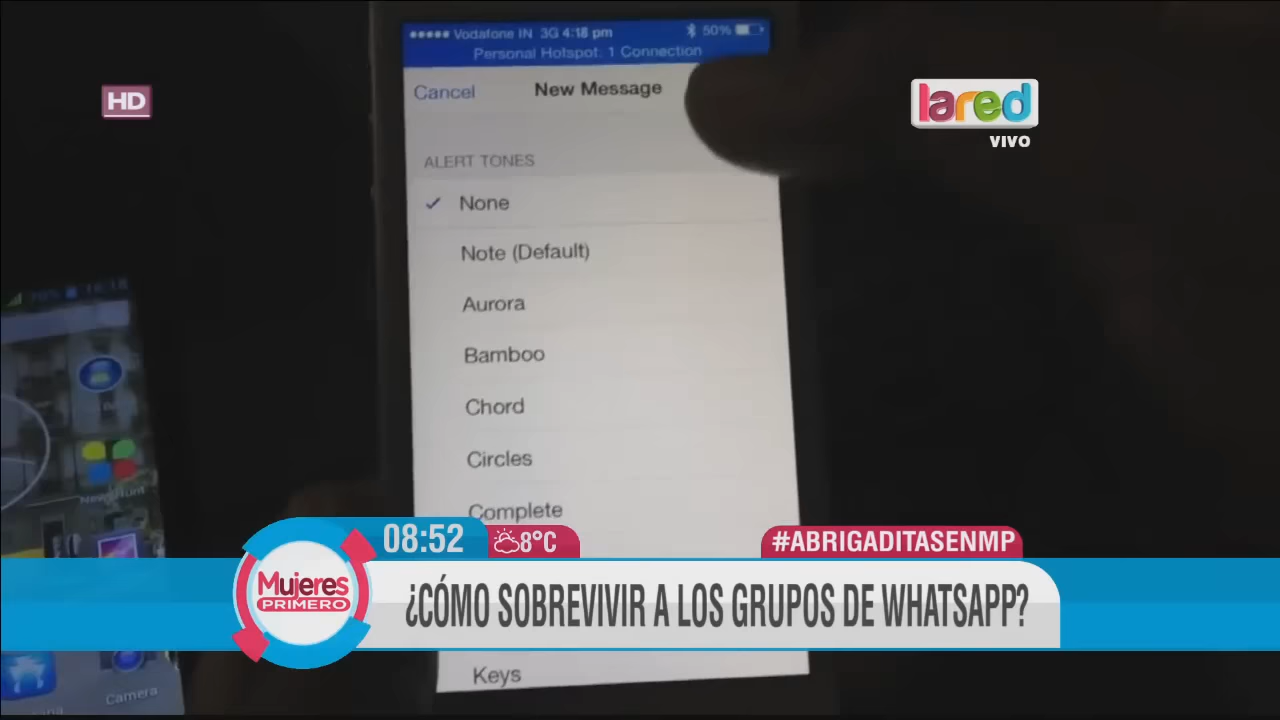 Vodafone IN 3G 4:18 pm 50%
Personal Hotspot: 1 Connection
Cancel New Message
HD
lared
VIVO
ALERT TONES
None
Note (Default)
Aurora
Bamboo
Chord
Circles
Complete
Camera
08:52 8°C #ABRIGADITASENMP
Mujeres
PRIMERO
¿CÓMO SOBREVIVIR A LOS GRUPOS DE WHATSAPP?
Keys